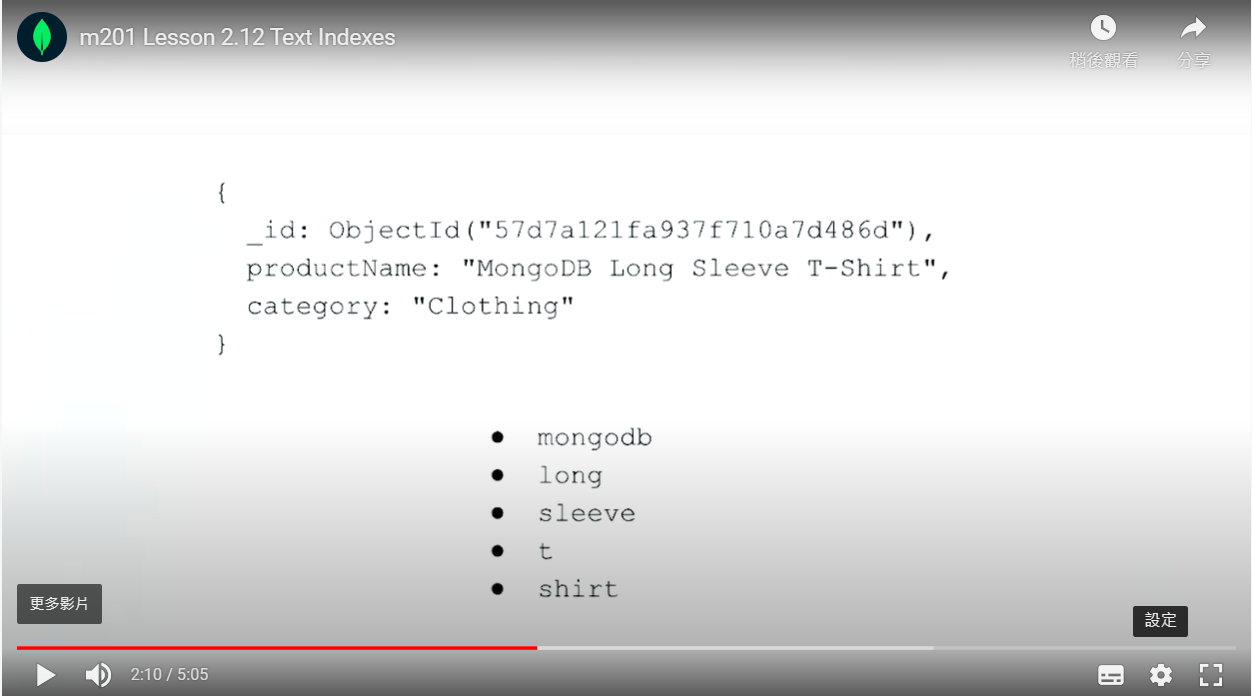 m201 Lesson 2.12 Text Indexes
稍後觀看
分享
{
_id: ObjectId("57d7a121fa937f710a7d486d"),
productName: "MongoDB Long Sleeve T-Shirt",
category: "Clothing"
}
● mongodb
● long
● sleeve
● t
● shirt
更多影片
設定
2:10 / 5:05